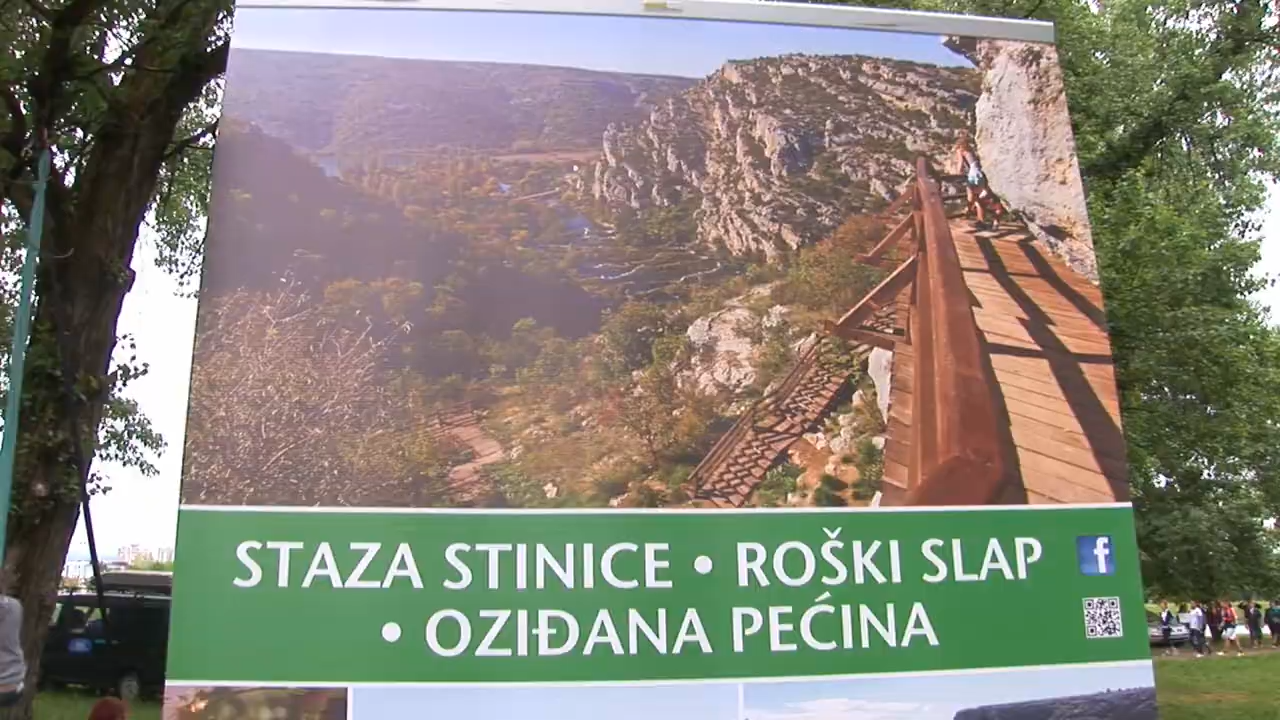 STAZA STINICE • ROŠKI SLAP
• OZIĐANA PEĆINA
f